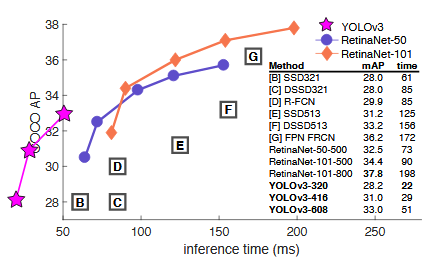 38
36
34
32
30
28
COCO AP
50
100
150
200
250
inference time (ms)
B
C
D
E
F
G
YOLOv3
RetinaNet-50
RetinaNet-101
Method mAP time
[B] SSD321 28.0 61
[C] DSSD321 28.0 85
[D] R-FCN 29.9 85
[E] SSD513 31.2 125
[F] DSSD513 33.2 156
[G] FPN FRCN 36.2 172
RetinaNet-50-500 32.5 73
RetinaNet-101-500 34.4 90
RetinaNet-101-800 37.8 198
YOLOv3-320 28.2 22
YOLOv3-416 31.0 29
YOLOv3-608 33.0 51